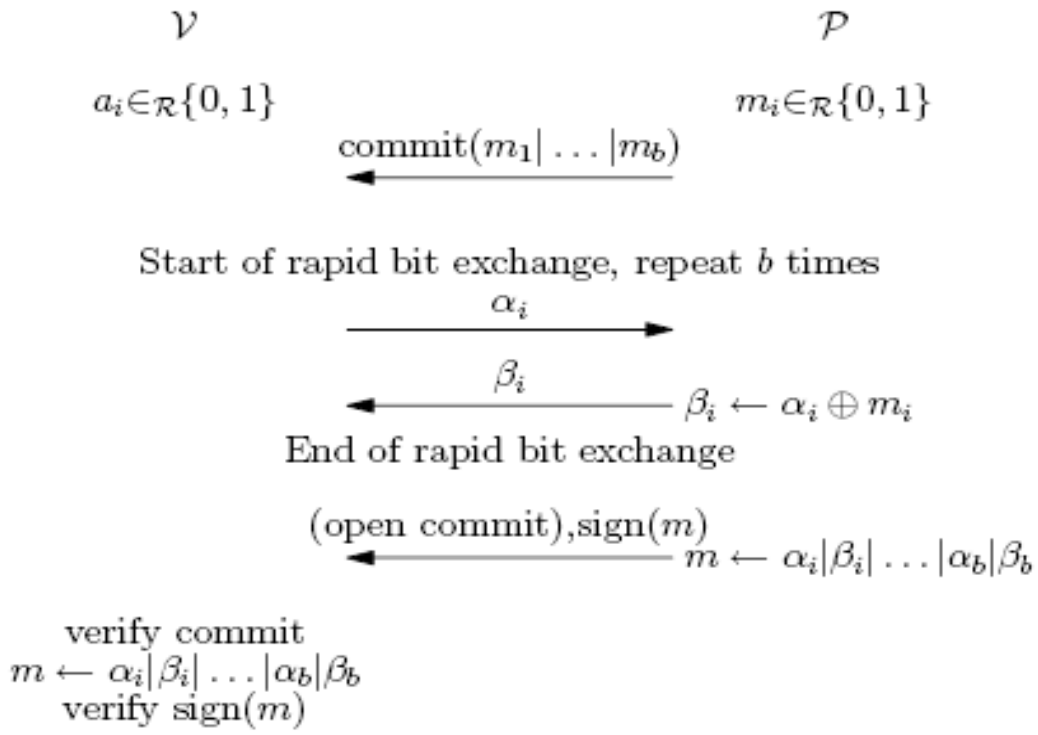 𝒱 𝒫
a_i∈_ℛ{0, 1} m_i∈_ℛ{0, 1}
commit(m_1| . . . |m_b)
Start of rapid bit exchange, repeat b times
α_i
β_i
β_i ← α_i ⊕ m_i
End of rapid bit exchange
(open commit),sign(m)
m ← α_i|β_i| . . . |α_b|β_b
verify commit
m ← α_i|β_i| . . . |α_b|β_b
verify sign(m)